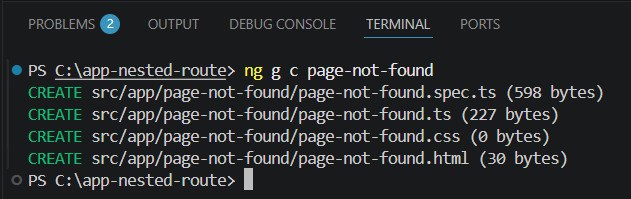 PROBLEMS 2 OUTPUT DEBUG CONSOLE TERMINAL PORTS
PS C:\app-nested-route> ng g c page-not-found
CREATE src/app/page-not-found/page-not-found.spec.ts (598 bytes)
CREATE src/app/page-not-found/page-not-found.ts (227 bytes)
CREATE src/app/page-not-found/page-not-found.css (0 bytes)
CREATE src/app/page-not-found/page-not-found.html (30 bytes)
PS C:\app-nested-route>